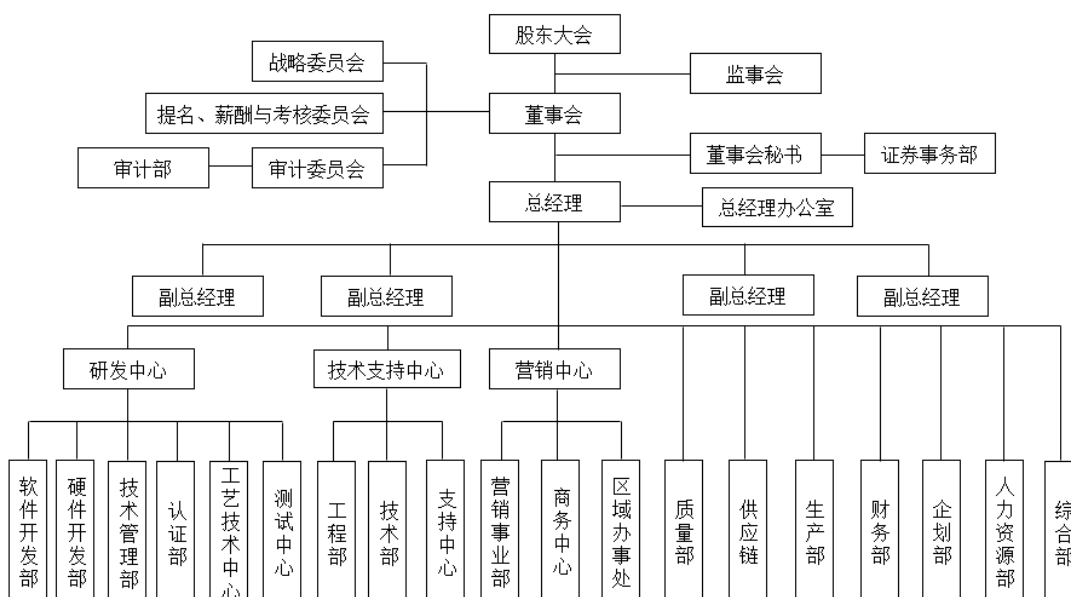 股东大会
战略委员会
监事会
提名、薪酬与考核委员会
董事会
审计部
审计委员会
董事会秘书
证券事务部
总经理
总经理办公室
副总经理
副总经理
副总经理
副总经理
研发中心
技术支持中心
营销中心
软件开发部
硬件开发部
技术管理部
认证部
工艺技术中心
测试中心
工程部
技术部
支持中心
营销事业部
商务中心
区域办事处
质量部
供应链
生产部
财务部
企划部
人力资源部
综合部